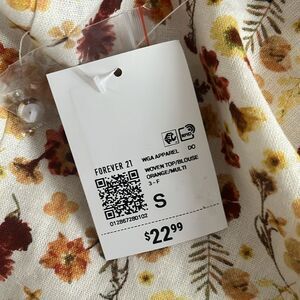 FOREVER 21
WGA APPAREL DO
WOVEN TOP/BLOUSE
ORANGE/MULTI
3 - F
S
012867280102
$22.99